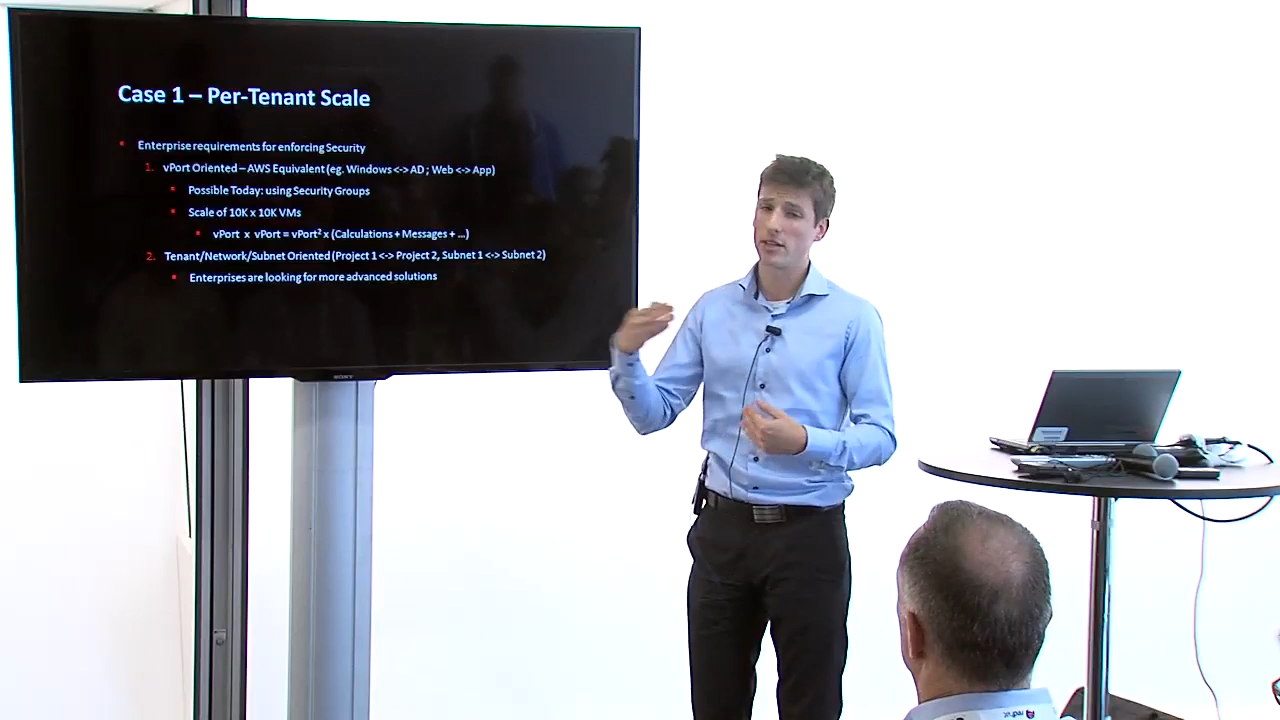 Case 1 – Per-Tenant Scale
Enterprise requirements for enforcing Security
1. vPort Oriented – AWS Equivalent (eg. Windows <-> AD ; Web <-> App)
Possible Today: using Security Groups
Scale of 10K x 10K VMs
vPort x vPort = vPort² x (Calculations + Messages + ...)
2. Tenant/Network/Subnet Oriented (Project 1 <-> Project 2, Subnet 1 <-> Subnet 2)
Enterprises are looking for more advanced solutions
SONY